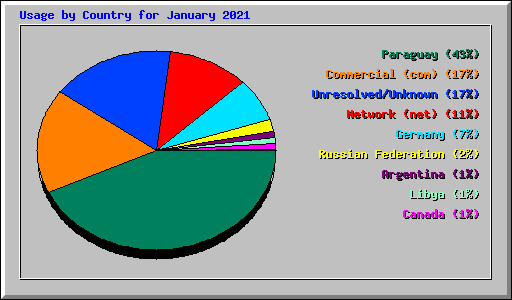 Usage by Country for January 2021
Paraguay (43%)
Commercial (com) (17%)
Unresolved/Unknown (17%)
Network (net) (11%)
Germany (7%)
Russian Federation (2%)
Argentina (1%)
Libya (1%)
Canada (1%)